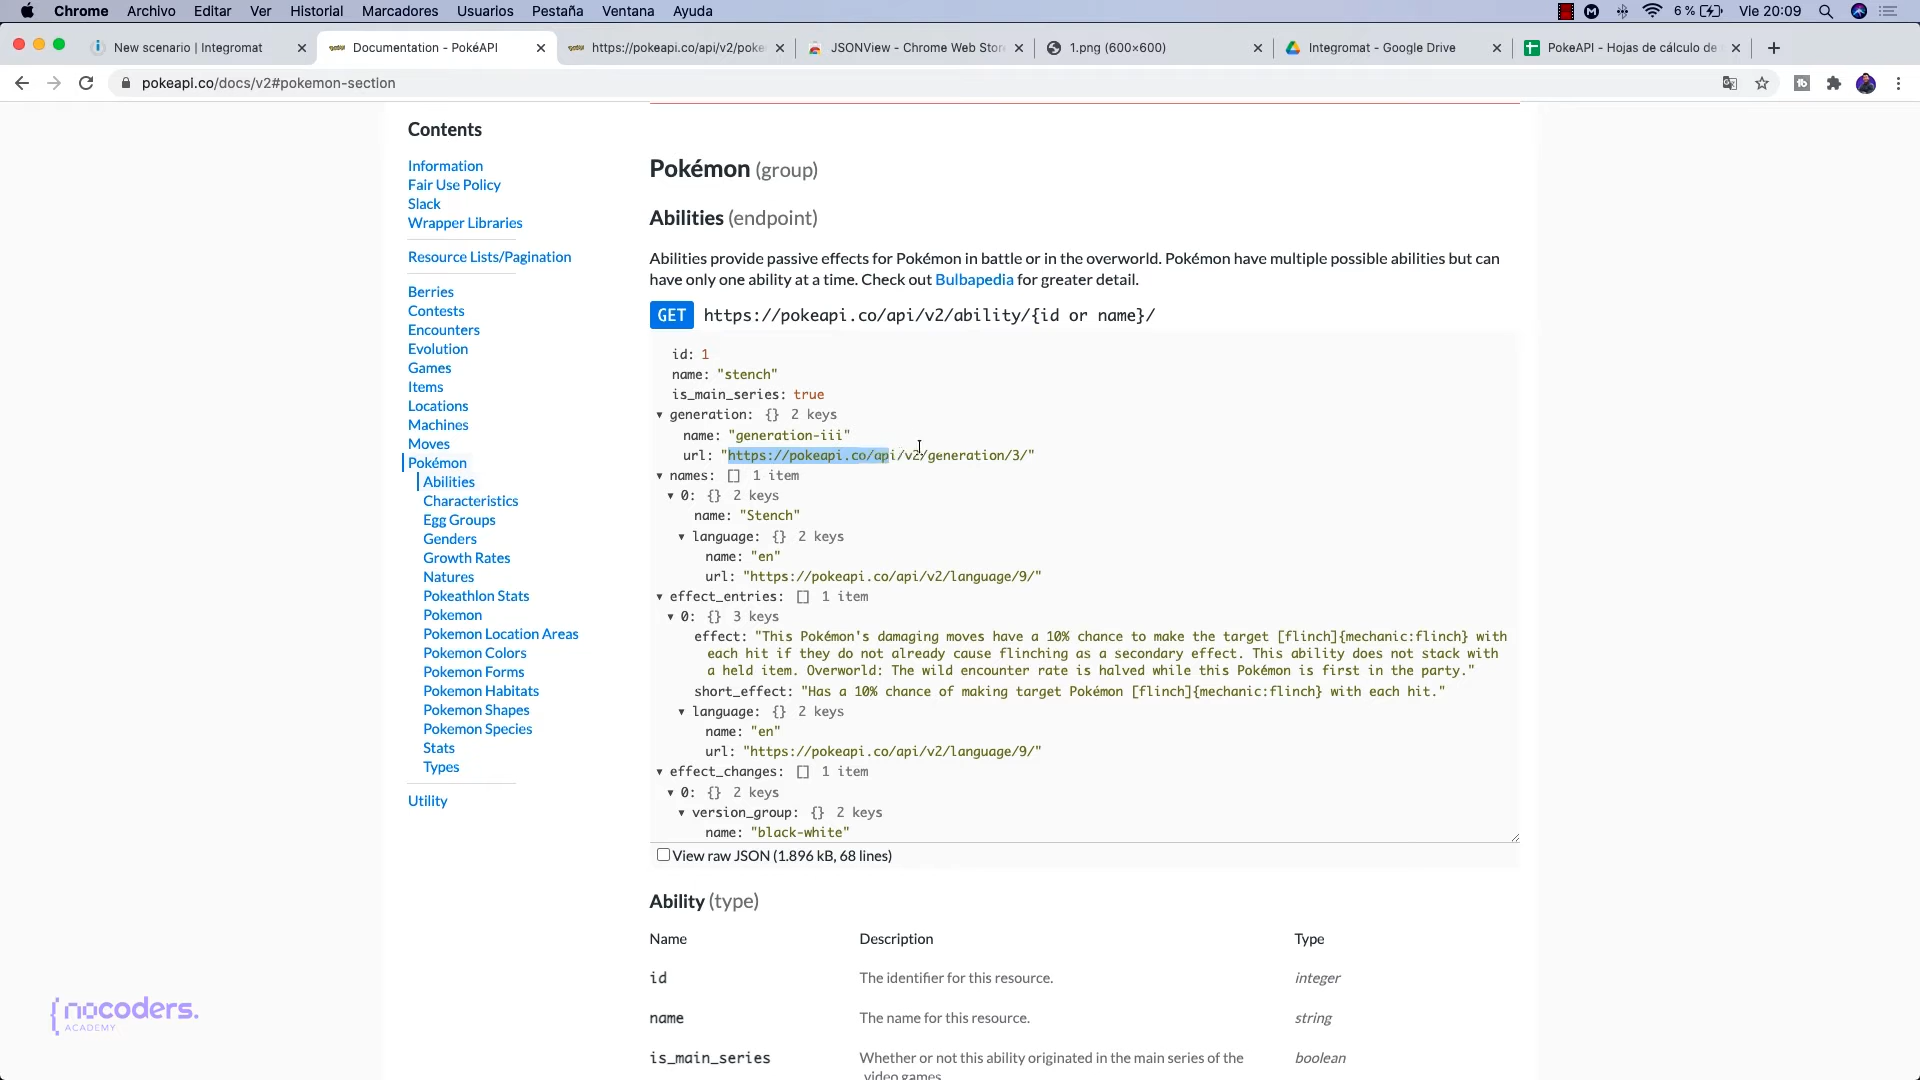 Chrome Archivo Editar Ver Historial Marcadores Usuarios Pestaña Ventana Ayuda 6 % Vie 20:09
New scenario | Integromat
Documentation - PokéAPI
https://pokeapi.co/api/v2/poke
JSONView - Chrome Web Stor
1.png (600×600)
Integromat - Google Drive
PokeAPI - Hojas de cálculo de
pokeapi.co/docs/v2#pokemon-section
Contents
Information
Fair Use Policy
Slack
Wrapper Libraries
Resource Lists/Pagination
Berries
Contests
Encounters
Evolution
Games
Items
Locations
Machines
Moves
Pokémon
Abilities
Characteristics
Egg Groups
Genders
Growth Rates
Natures
Pokeathlon Stats
Pokemon
Pokemon Location Areas
Pokemon Colors
Pokemon Forms
Pokemon Habitats
Pokemon Shapes
Pokemon Species
Stats
Types
Utility
Pokémon (group)
Abilities (endpoint)
Abilities provide passive effects for Pokémon in battle or in the overworld. Pokémon have multiple possible abilities but can
have only one ability at a time. Check out Bulbapedia for greater detail.
GET https://pokeapi.co/api/v2/ability/{id or name}/
id: 1
name: "stench"
is_main_series: true
▼ generation: {} 2 keys
name: "generation-iii"
url: "https://pokeapi.co/api/v2/generation/3/"
▼ names: [] 1 item
▼ 0: {} 2 keys
name: "Stench"
▼ language: {} 2 keys
name: "en"
url: "https://pokeapi.co/api/v2/language/9/"
▼ effect_entries: [] 1 item
▼ 0: {} 3 keys
effect: "This Pokémon's damaging moves have a 10% chance to make the target [flinch]{mechanic:flinch} with
each hit if they do not already cause flinching as a secondary effect. This ability does not stack with
a held item. Overworld: The wild encounter rate is halved while this Pokémon is first in the party."
short_effect: "Has a 10% chance of making target Pokémon [flinch]{mechanic:flinch} with each hit."
▼ language: {} 2 keys
name: "en"
url: "https://pokeapi.co/api/v2/language/9/"
▼ effect_changes: [] 1 item
▼ 0: {} 2 keys
▼ version_group: {} 2 keys
name: "black-white"
View raw JSON (1.896 kB, 68 lines)
Ability (type)
Name Description Type
id The identifier for this resource. integer
name The name for this resource. string
is_main_series Whether or not this ability originated in the main series of the boolean
video games.
{nocoders.
ACADEMY